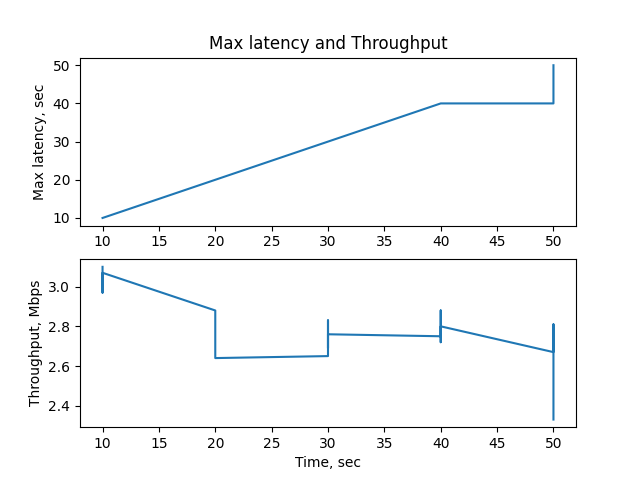 Max latency and Throughput
Max latency, sec
50
40
30
20
10
10 15 20 25 30 35 40 45 50
Throughput, Mbps
3.0
2.8
2.6
2.4
10 15 20 25 30 35 40 45 50
Time, sec